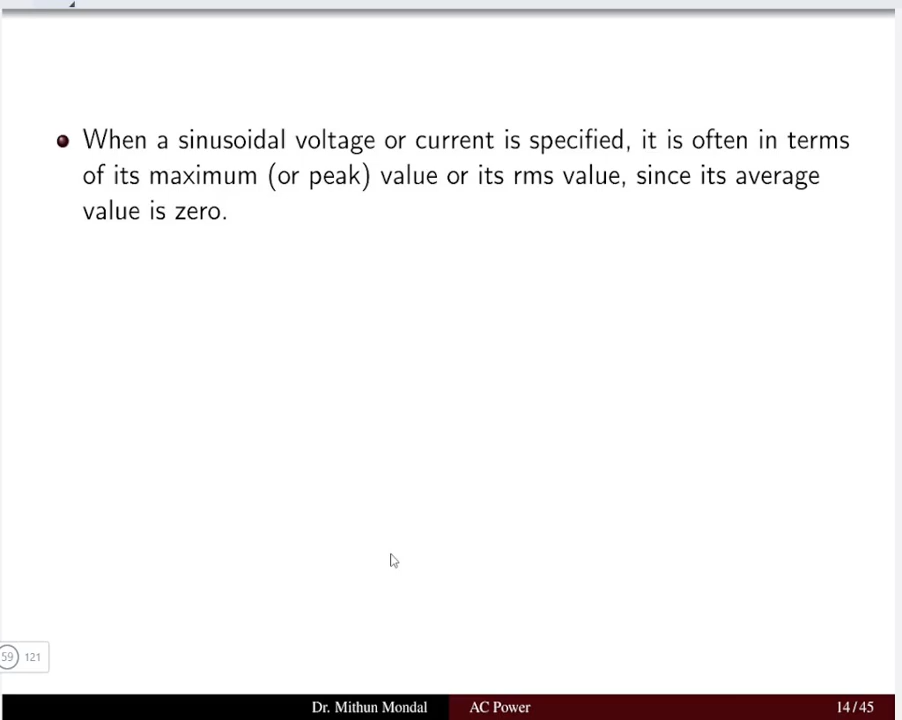 When a sinusoidal voltage or current is specified, it is often in terms
of its maximum (or peak) value or its rms value, since its average
value is zero.
59 121
Dr. Mithun Mondal AC Power 14/45